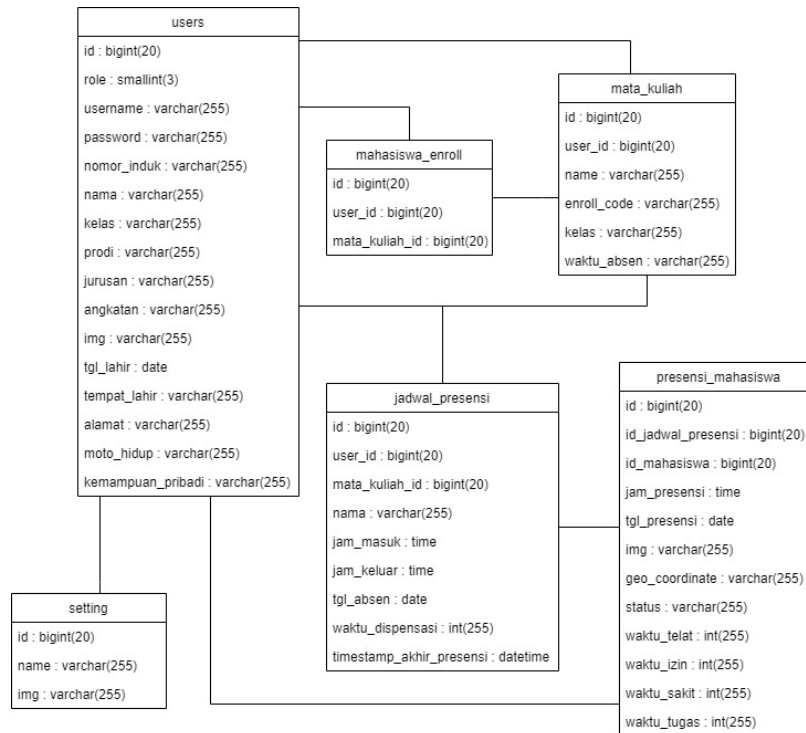 users
id : bigint(20)
role : smallint(3)
username : varchar(255)
password : varchar(255)
nomor_induk : varchar(255)
nama : varchar(255)
kelas : varchar(255)
prodi : varchar(255)
jurusan : varchar(255)
angkatan : varchar(255)
img : varchar(255)
tgl_lahir : date
tempat_lahir : varchar(255)
alamat : varchar(255)
moto_hidup : varchar(255)
kemampuan_pribadi : varchar(255)
mata_kuliah
id : bigint(20)
user_id : bigint(20)
name : varchar(255)
enroll_code : varchar(255)
kelas : varchar(255)
waktu_absen : varchar(255)
mahasiswa_enroll
id : bigint(20)
user_id : bigint(20)
mata_kuliah_id : bigint(20)
jadwal_presensi
id : bigint(20)
user_id : bigint(20)
mata_kuliah_id : bigint(20)
nama : varchar(255)
jam_masuk : time
jam_keluar : time
tgl_absen : date
waktu_dispensasi : int(255)
timestamp_akhir_presensi : datetime
presensi_mahasiswa
id : bigint(20)
id_jadwal_presensi : bigint(20)
id_mahasiswa : bigint(20)
jam_presensi : time
tgl_presensi : date
img : varchar(255)
geo_coordinate : varchar(255)
status : varchar(255)
waktu_telat : int(255)
waktu_izin : int(255)
waktu_sakit : int(255)
waktu_tugas : int(255)
setting
id : bigint(20)
name : varchar(255)
img : varchar(255)